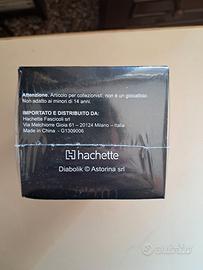 Attenzione. Articolo per collezionisti: non è un giocattolo.
Non adatto ai minori di 14 anni.
IMPORTATO E DISTRIBUITO DA:
Hachette Fascicoli srl
Via Melchiorre Gioia 61 – 20124 Milano – Italia
Made in China - G1309006
hachette
Diabolik © Astorina srl
subito